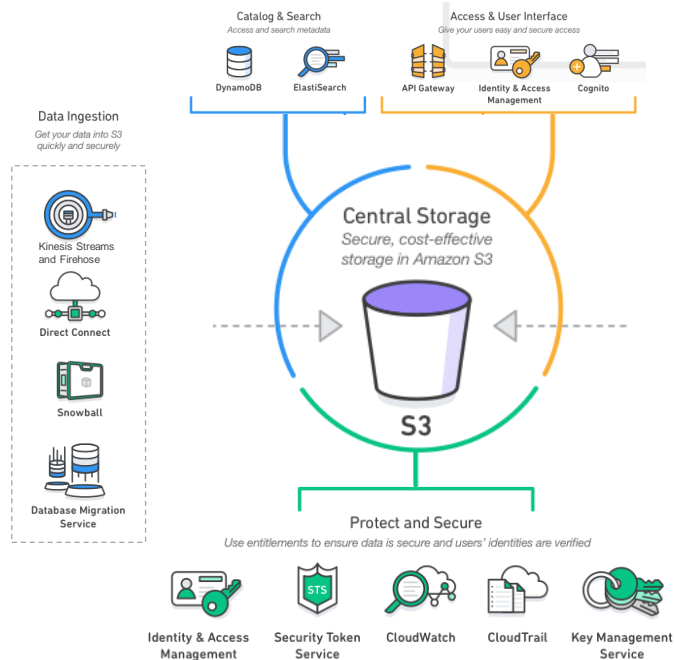 Catalog & Search
Access and search metadata
DynamoDB
ElastiSearch
Access & User Interface
Give your users easy and secure access
API Gateway
Identity & Access
Management
Cognito
Data Ingestion
Get your data into S3
quickly and securely
Kinesis Streams
and Firehose
Direct Connect
Snowball
Database Migration
Service
Central Storage
Secure, cost-effective
storage in Amazon S3
S3
Protect and Secure
Use entitlements to ensure data is secure and users' identities are verified
Identity & Access
Management
STS
Security Token
Service
CloudWatch
CloudTrail
Key Management
Service